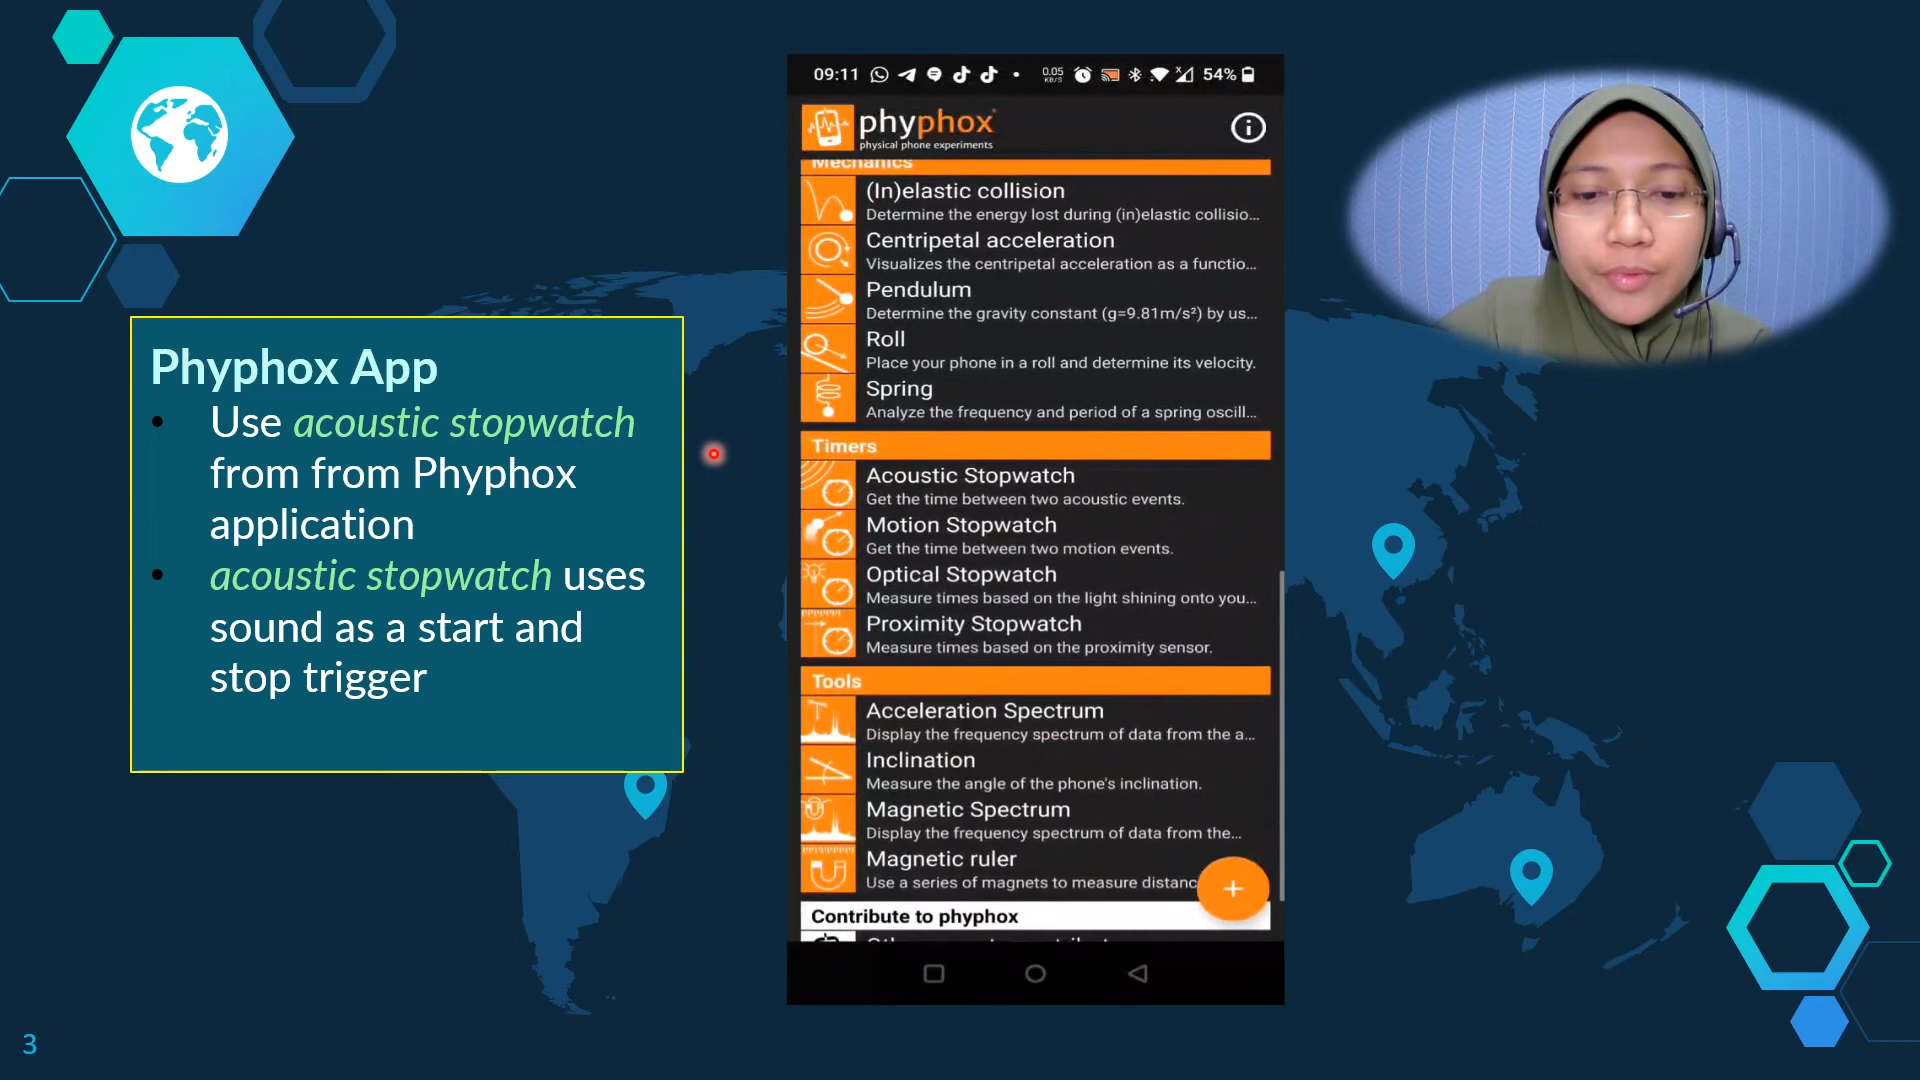 Phyphox App
• Use acoustic stopwatch
from from Phyphox
application
• acoustic stopwatch uses
sound as a start and
stop trigger
3
09:11
0.05
KB/S
54%
phyphox
physical phone experiments
Mechanics
(In)elastic collision
Determine the energy lost during (in)elastic collisio...
Centripetal acceleration
Visualizes the centripetal acceleration as a functio...
Pendulum
Determine the gravity constant (g=9.81m/s²) by us...
Roll
Place your phone in a roll and determine its velocity.
Spring
Analyze the frequency and period of a spring oscill...
Timers
Acoustic Stopwatch
Get the time between two acoustic events.
Motion Stopwatch
Get the time between two motion events.
Optical Stopwatch
Measure times based on the light shining onto you...
Proximity Stopwatch
Measure times based on the proximity sensor.
Tools
Acceleration Spectrum
Display the frequency spectrum of data from the a...
Inclination
Measure the angle of the phone's inclination.
Magnetic Spectrum
Display the frequency spectrum of data from the...
Magnetic ruler
Use a series of magnets to measure distanc
+
Contribute to phyphox